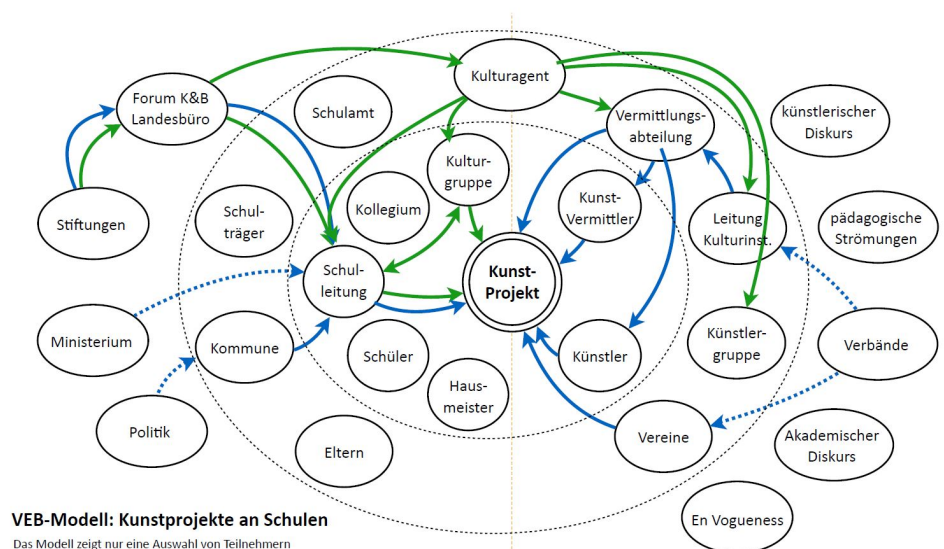 Kulturagent
Forum K&B
Landesbüro
Schulamt
Vermittlungs-
abteilung
künstlerischer
Diskurs
Kultur-
gruppe
Stiftungen
Schul-
träger
Kollegium
Kunst-
Vermittler
Leitung
Kulturinst.
pädagogische
Strömungen
Schul-
leitung
Kunst-
Projekt
Ministerium
Kommune
Schüler
Künstler
Künstler-
gruppe
Verbände
Haus-
meister
Politik
Eltern
Vereine
Akademischer
Diskurs
En Vogueness
VEB-Modell: Kunstprojekte an Schulen
Das Modell zeigt nur eine Auswahl von Teilnehmern